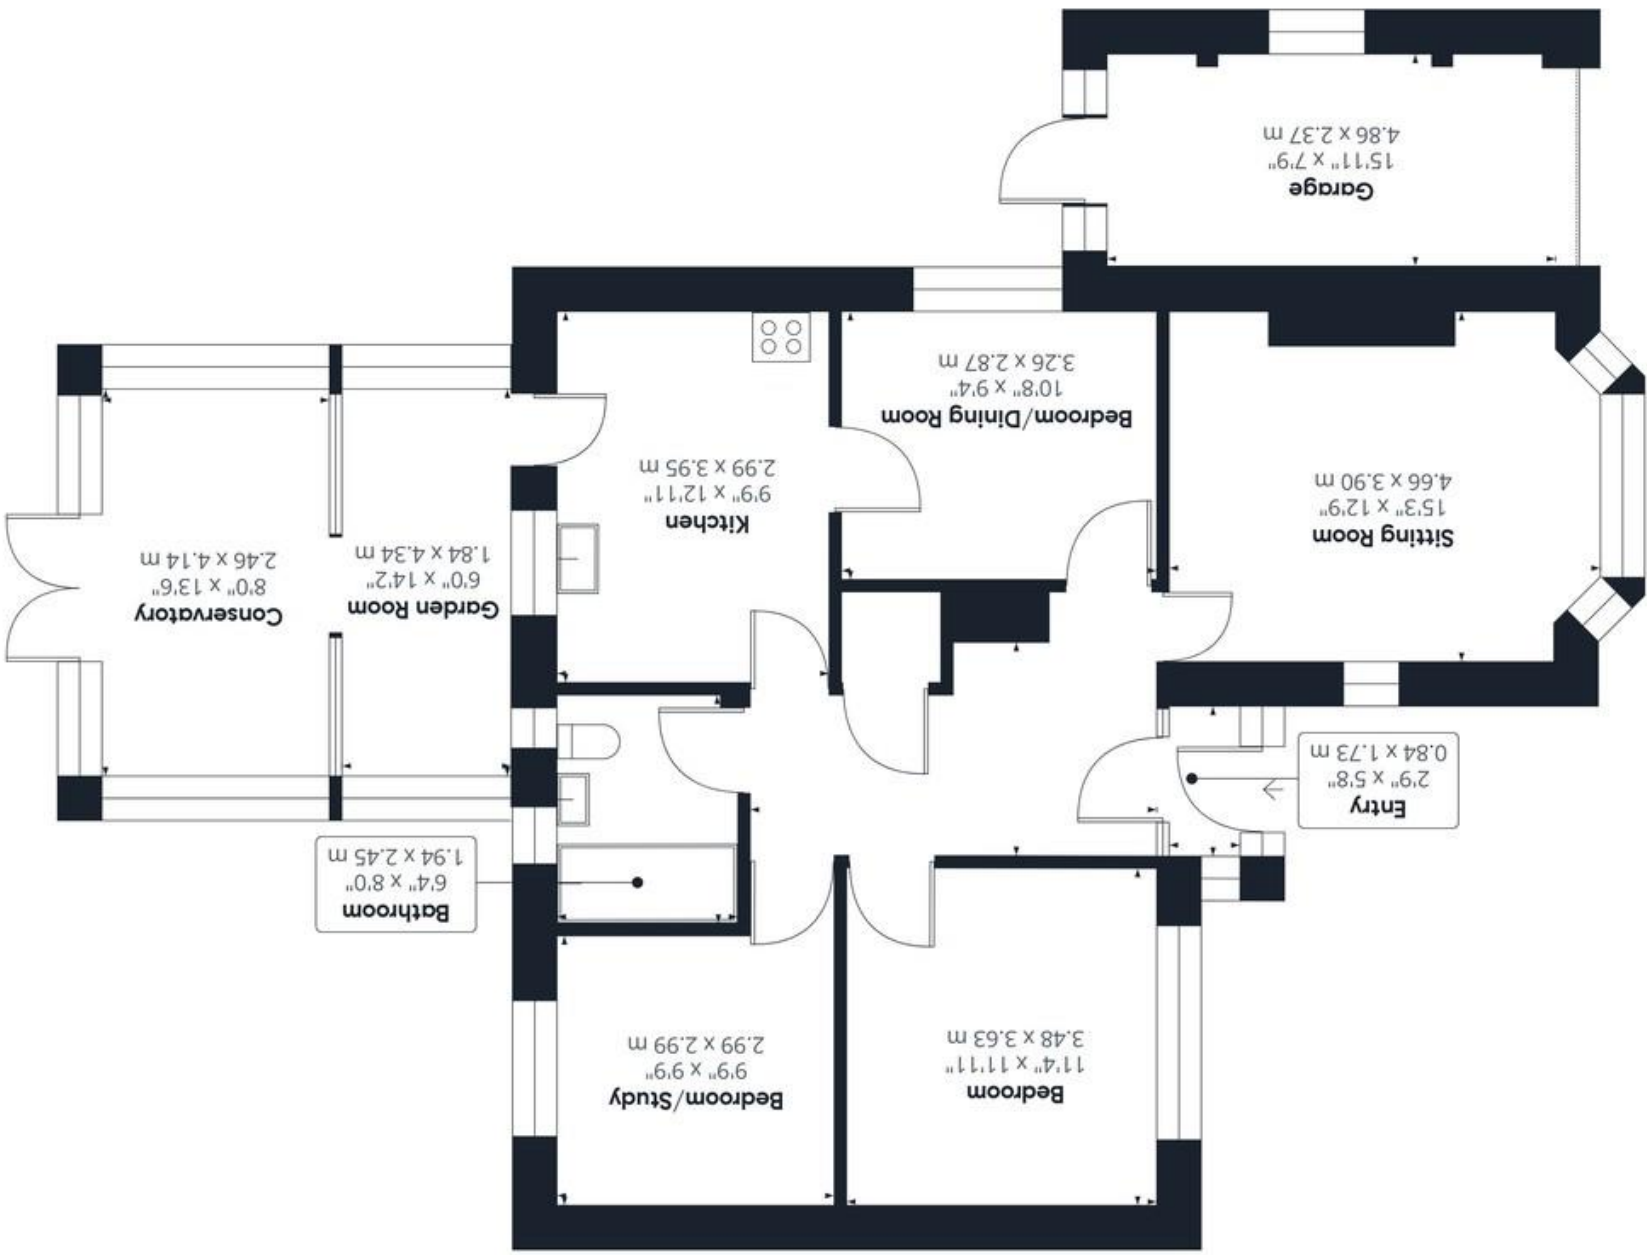 Bedroom
11'4" x 11'11"
3.48 x 3.63 m
Bedroom/Study
9'9" x 9'9"
2.99 x 2.99 m
Bathroom
6'4" x 8'0"
1.94 x 2.45 m
Entry
2'9" x 5'8"
0.84 x 1.73 m
Garden Room
6'0" x 14'2"
1.84 x 4.34 m
Conservatory
8'0" x 13'6"
2.46 x 4.14 m
Sitting Room
15'3" x 12'9"
4.66 x 3.90 m
Kitchen
9'9" x 12'11"
2.99 x 3.95 m
Bedroom/Dining Room
10'8" x 9'4"
3.26 x 2.87 m
Garage
15'11" x 7'9"
4.86 x 2.37 m